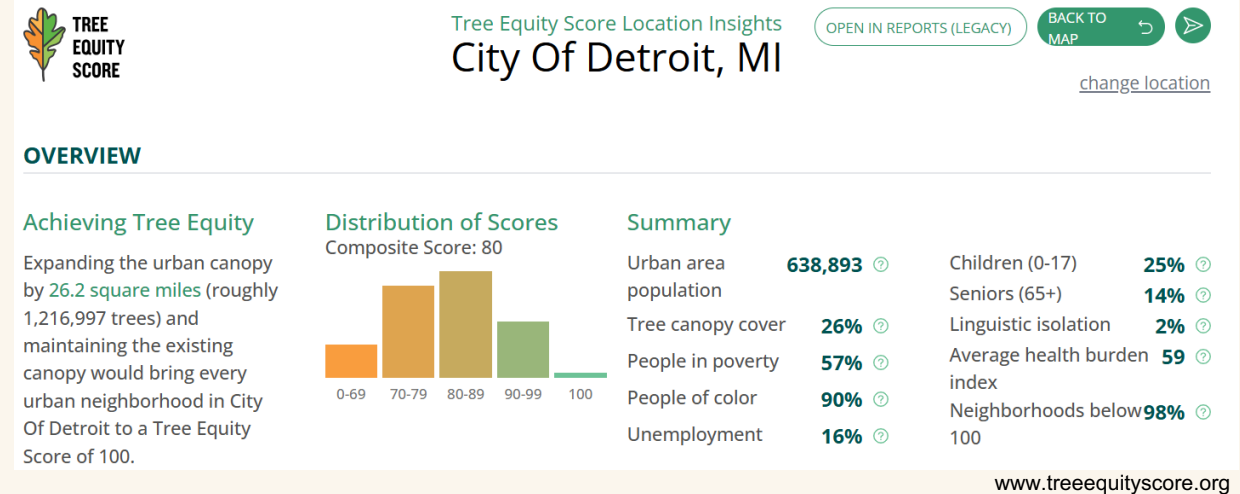 TREE
EQUITY
SCORE
Tree Equity Score Location Insights
City Of Detroit, MI
OPEN IN REPORTS (LEGACY)
BACK TO
MAP
change location
OVERVIEW
Achieving Tree Equity
Expanding the urban canopy
by 26.2 square miles (roughly
1,216,997 trees) and
maintaining the existing
canopy would bring every
urban neighborhood in City
Of Detroit to a Tree Equity
Score of 100.
Distribution of Scores
Composite Score: 80
0-69 70-79 80-89 90-99 100
Summary
Urban area 638,893 ?
population
Tree canopy cover 26% ?
People in poverty 57% ?
People of color 90% ?
Unemployment 16% ?
Children (0-17) 25% ?
Seniors (65+) 14% ?
Linguistic isolation 2% ?
Average health burden 59 ?
index
Neighborhoods below 98% ?
100
www.treeequityscore.org